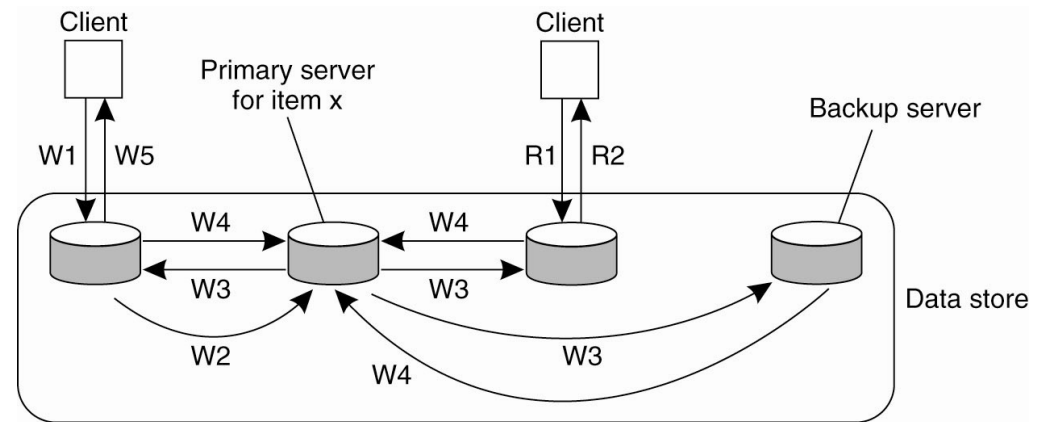 Client
Client
Primary server
for item x
Backup server
W1
W5
R1
R2
W4
W4
W3
W3
Data store
W2
W3
W4